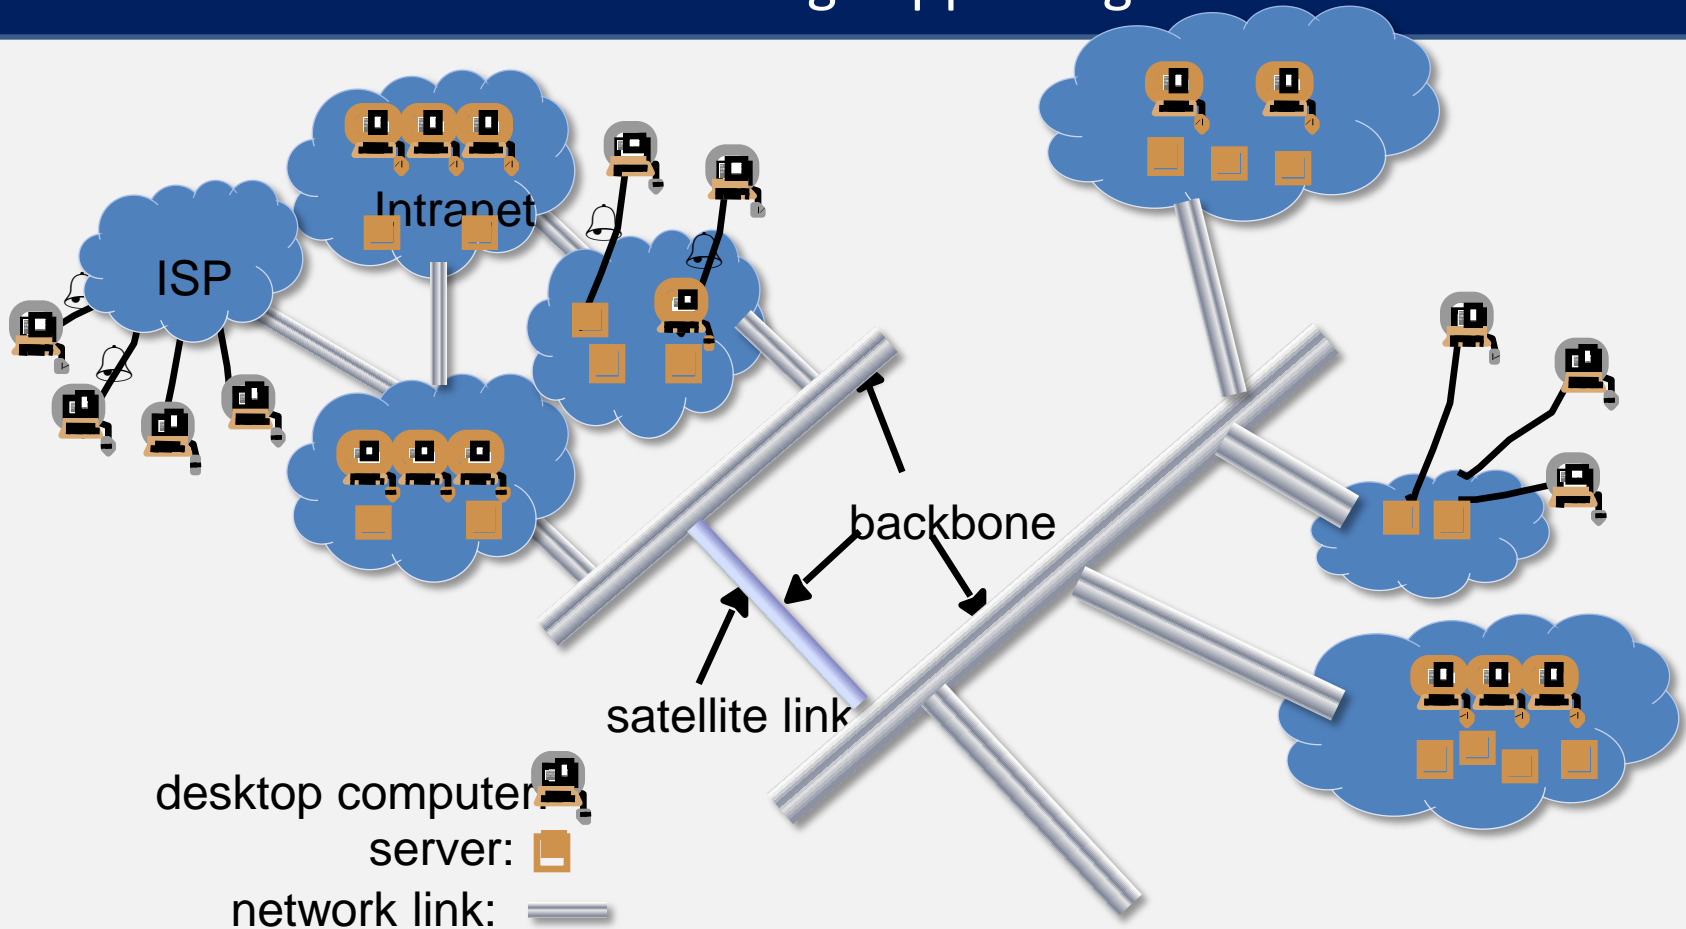 Intranet
ISP
backbone
satellite link
desktop computer:
server:
network link: